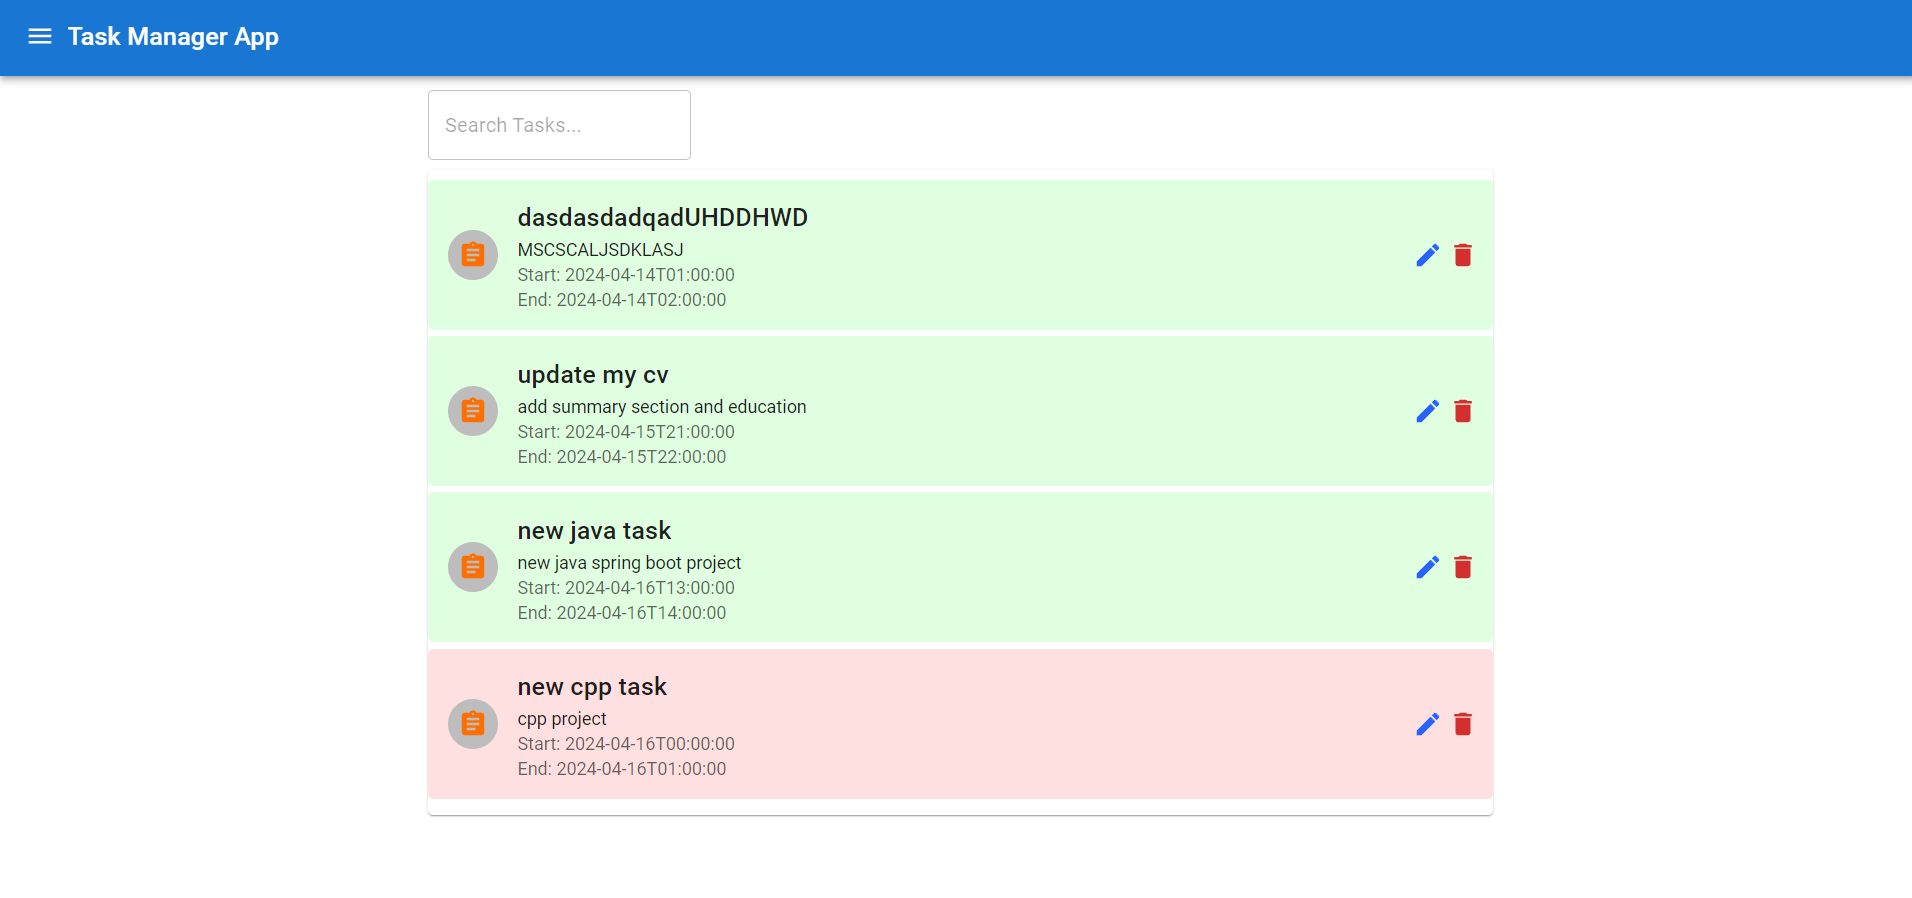 Task Manager App
Search Tasks...
dasdasdadqadUHDDHWD
MSCSCALJSDKLASJ
Start: 2024-04-14T01:00:00
End: 2024-04-14T02:00:00
update my cv
add summary section and education
Start: 2024-04-15T21:00:00
End: 2024-04-15T22:00:00
new java task
new java spring boot project
Start: 2024-04-16T13:00:00
End: 2024-04-16T14:00:00
new cpp task
cpp project
Start: 2024-04-16T00:00:00
End: 2024-04-16T01:00:00